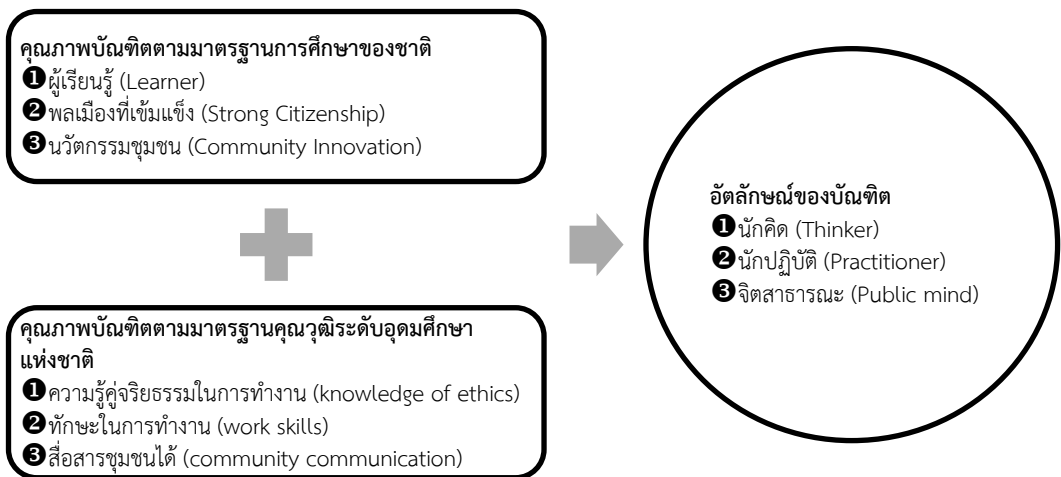 คุณภาพบัณฑิตตามมาตรฐานการศึกษาของชาติ
❶ผู้เรียนรู้ (Learner)
❷พลเมืองที่เข้มแข็ง (Strong Citizenship)
❸นวัตกรรมชุมชน (Community Innovation)
คุณภาพบัณฑิตตามมาตรฐานคุณวุฒิระดับอุดมศึกษา
แห่งชาติ
❶ความรู้คู่จริยธรรมในการทำงาน (knowledge of ethics)
❷ทักษะในการทำงาน (work skills)
❸สื่อสารชุมชนได้ (community communication)
อัตลักษณ์ของบัณฑิต
❶นักคิด (Thinker)
❷นักปฏิบัติ (Practitioner)
❸จิตสาธารณะ (Public mind)